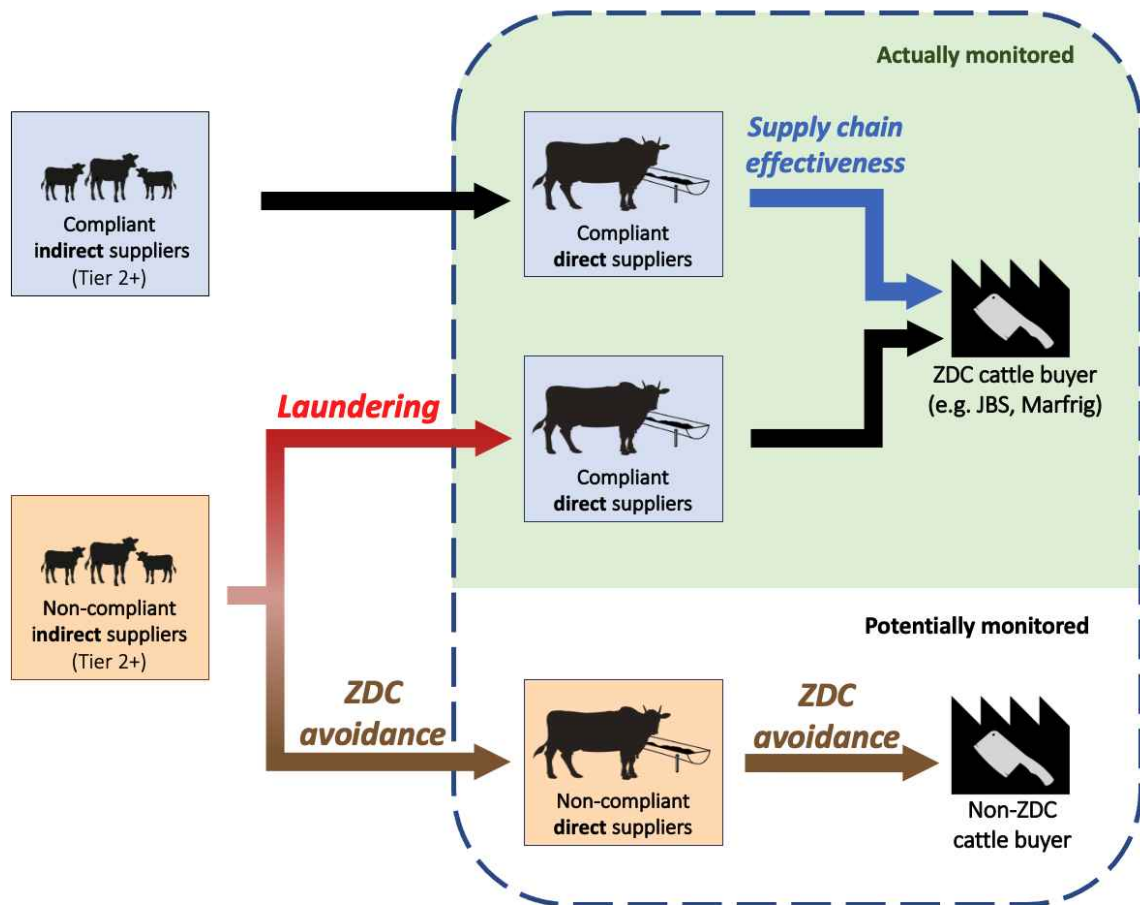 Actually monitored
Compliant
indirect suppliers
(Tier 2+)
Compliant
direct suppliers
Supply chain
effectiveness
ZDC cattle buyer
(e.g. JBS, Marfrig)
Laundering
Compliant
direct suppliers
Non-compliant
indirect suppliers
(Tier 2+)
Potentially monitored
ZDC
avoidance
Non-compliant
direct suppliers
ZDC
avoidance
Non-ZDC
cattle buyer